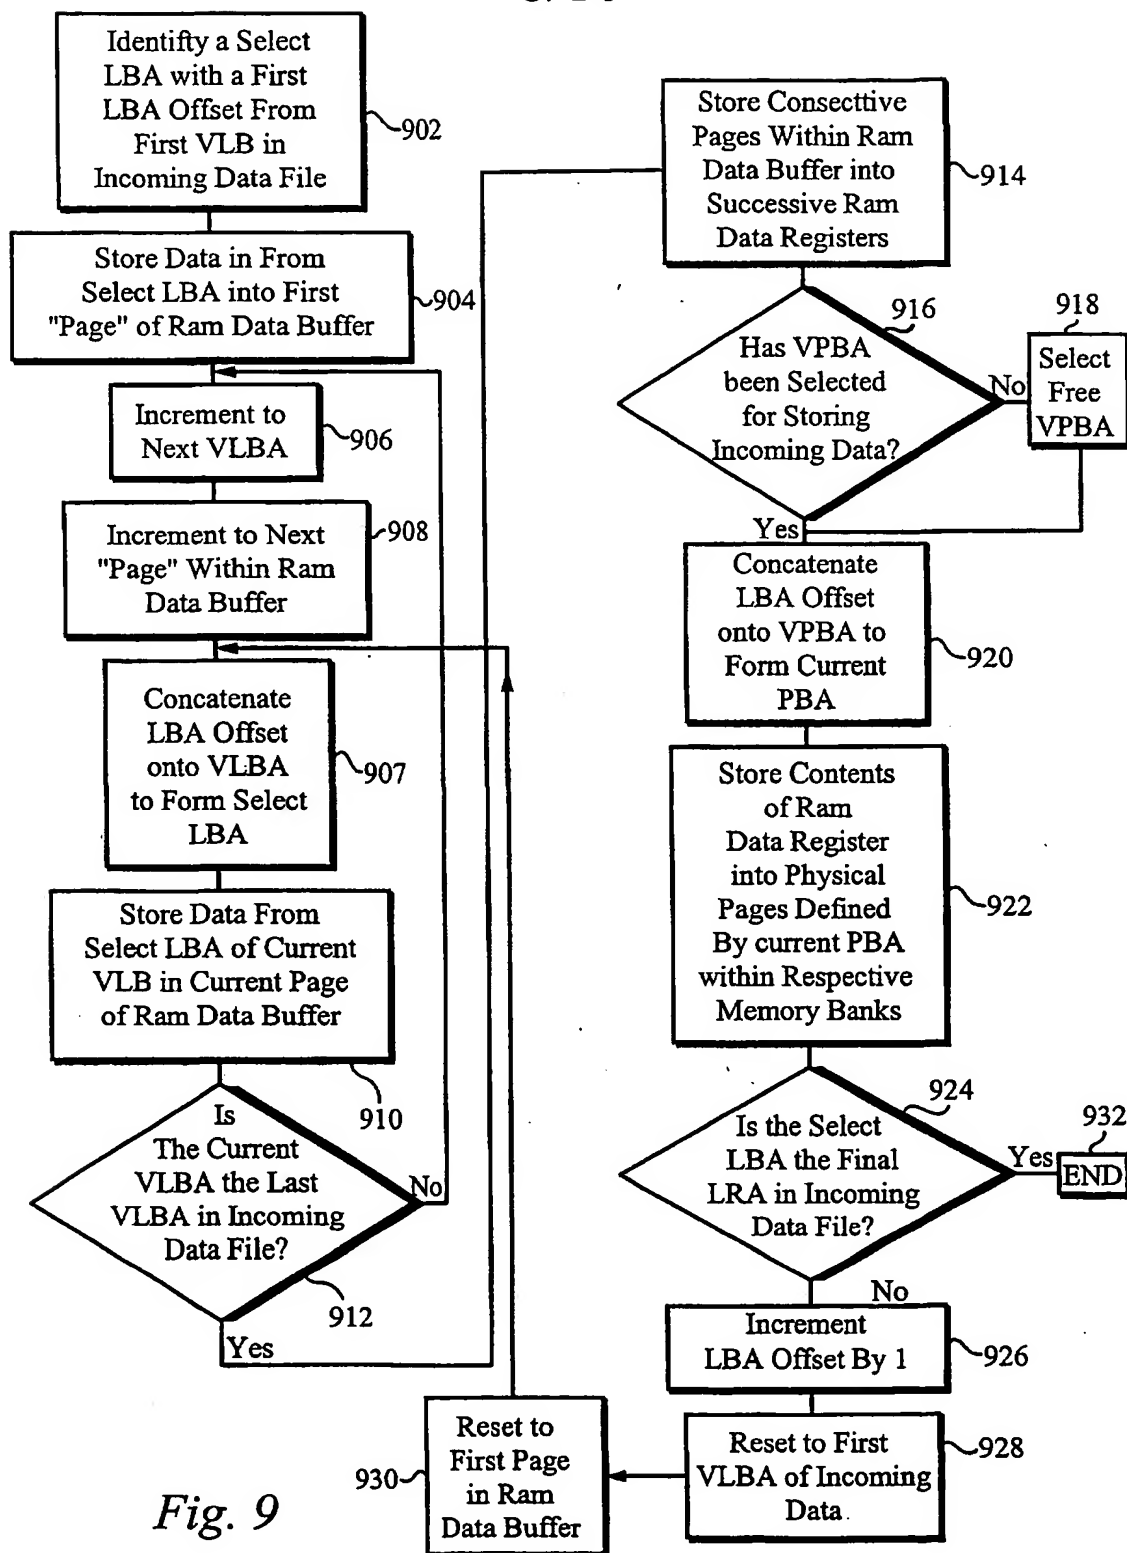 Identifty a Select
LBA with a First
LBA Offset From
First VLB in
Incoming Data File
902
Store Data in From
Select LBA into First
"Page" of Ram Data Buffer
904
Increment to
Next VLBA
906
Increment to Next
"Page" Within Ram
Data Buffer
908
Concatenate
LBA Offset
onto VLBA
to Form Select
LBA
907
Store Data From
Select LBA of Current
VLB in Current Page
of Ram Data Buffer
910
Is
The Current
VLBA the Last
VLBA in Incoming
Data File?
No
912
Yes
Store Consecttive
Pages Within Ram
Data Buffer into
Successive Ram
Data Registers
914
Has VPBA
been Selected
for Storing
Incoming Data?
916
No
918
Select
Free
VPBA
Yes
Concatenate
LBA Offset
onto VPBA to
Form Current
PBA
920
Store Contents
of Ram
Data Register
into Physical
Pages Defined
By current PBA
within Respective
Memory Banks
922
Is the Select
LBA the Final
LRA in Incoming
Data File?
924
Yes
932
END
No
Increment
LBA Offset By 1
926
Reset to First
VLBA of Incoming
Data
928
Reset to
First Page
in Ram
Data Buffer
930
Fig. 9